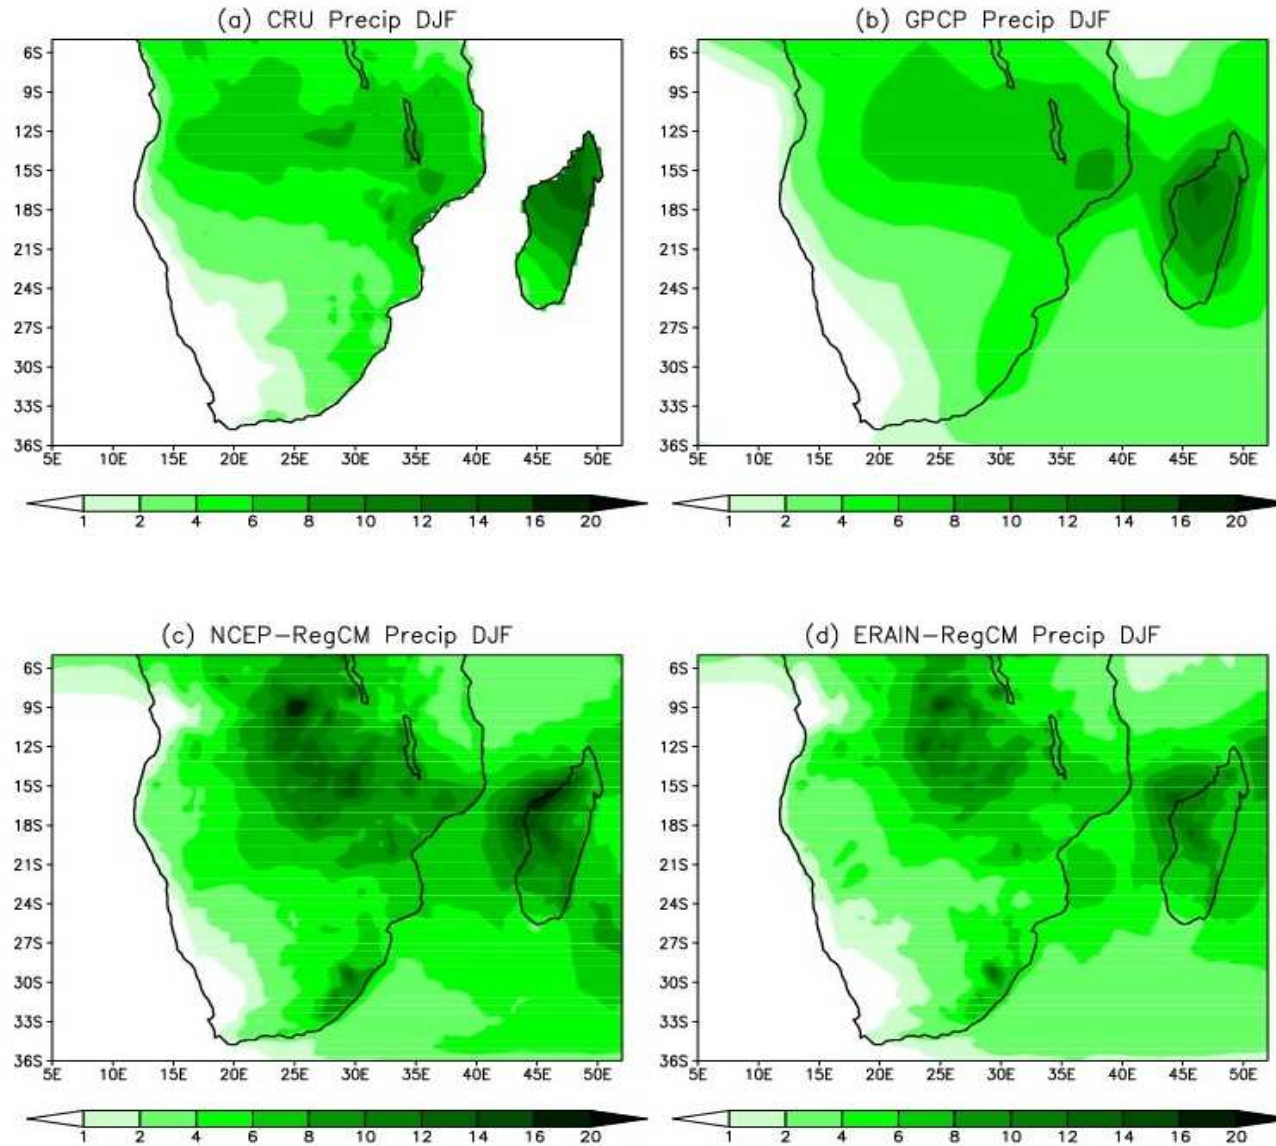 (a) CRU Precip DJF
6S
9S
12S
15S
18S
21S
24S
27S
30S
33S
36S
5E 10E 15E 20E 25E 30E 35E 40E 45E 50E
1 2 4 6 8 10 12 14 16 20
(b) GPCP Precip DJF
6S
9S
12S
15S
18S
21S
24S
27S
30S
33S
36S
5E 10E 15E 20E 25E 30E 35E 40E 45E 50E
1 2 4 6 8 10 12 14 16 20
(c) NCEP-RegCM Precip DJF
6S
9S
12S
15S
18S
21S
24S
27S
30S
33S
36S
5E 10E 15E 20E 25E 30E 35E 40E 45E 50E
1 2 4 6 8 10 12 14 16 20
(d) ERAIN-RegCM Precip DJF
6S
9S
12S
15S
18S
21S
24S
27S
30S
33S
36S
5E 10E 15E 20E 25E 30E 35E 40E 45E 50E
1 2 4 6 8 10 12 14 16 20